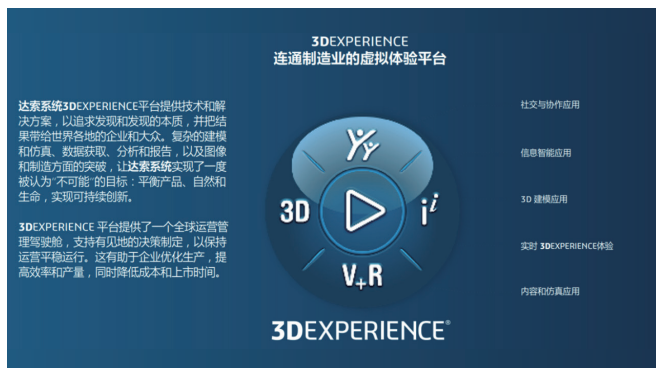 3DEXPERIENCE
连通制造业的虚拟体验平台
达索系统3DEXPERIENCE平台提供技术和解
决方案，以追求发现和发现的本质，并把结
果带给世界各地的企业和大众。复杂的建模
和仿真、数据获取、分析和报告，以及图像
和制造方面的突破，让达索系统实现了一度
被认为“不可能”的目标：平衡产品、自然和
生命，实现可持续创新。
3DEXPERIENCE 平台提供了一个全球运营管
理驾驶舱，支持有见地的决策制定，以保持
运营平稳运行。这有助于企业优化生产，提
高效率和产量，同时降低成本和上市时间。
3D
i
V+R
3DEXPERIENCE®
社交与协作应用
信息智能应用
3D 建模应用
实时 3DEXPERIENCE体验
内容和仿真应用